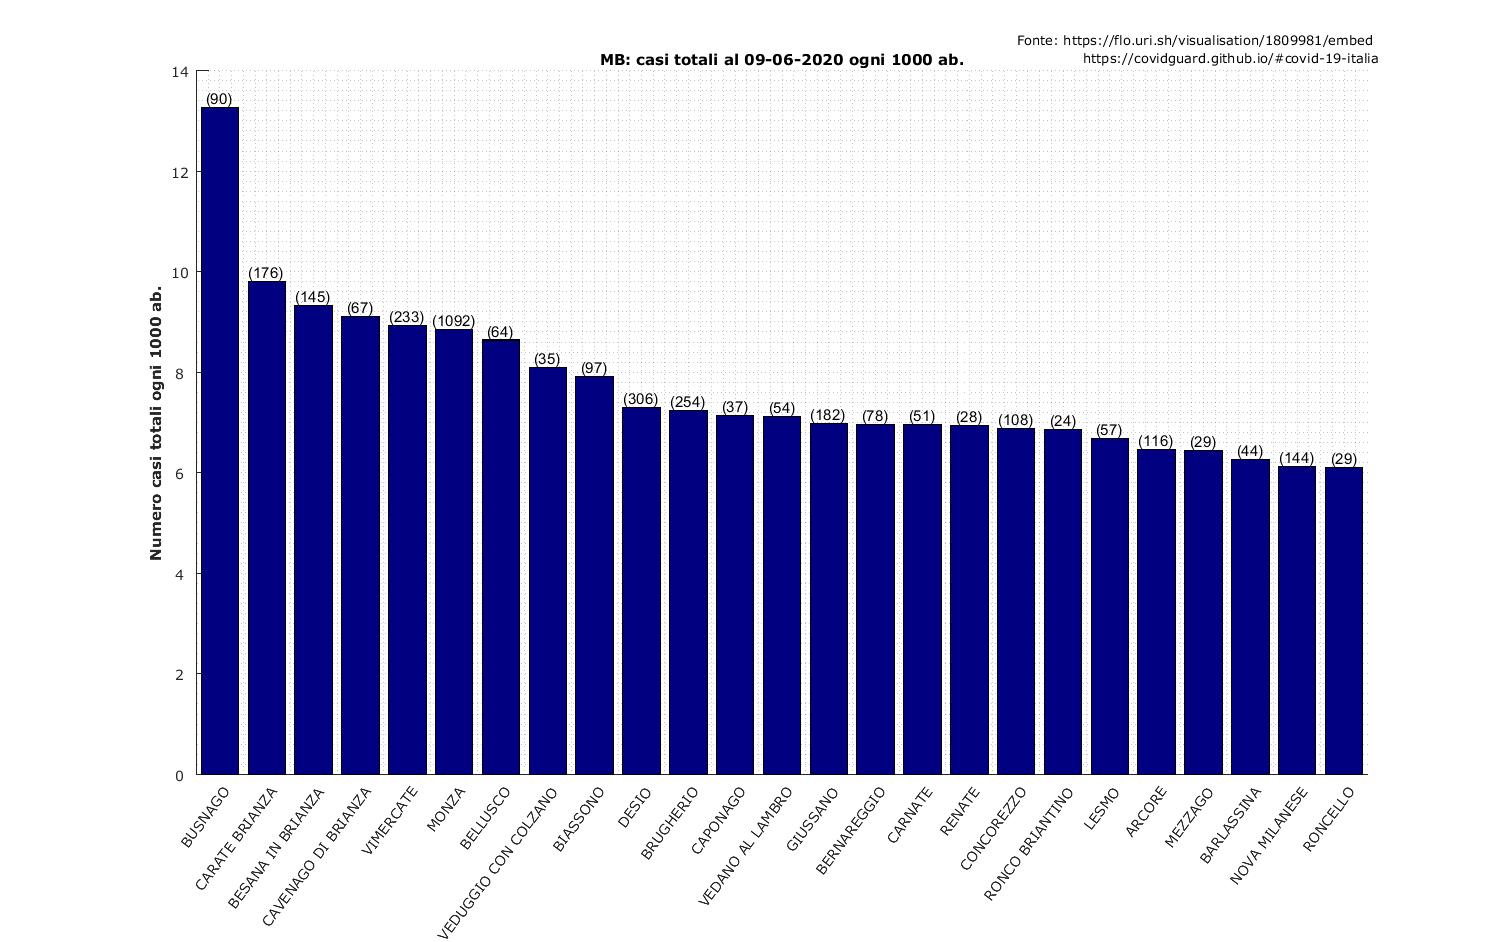 Fonte: https://flo.uri.sh/visualisation/1809981/embed
https://covidguard.github.io/#covid-19-italia
MB: casi totali al 09-06-2020 ogni 1000 ab.
Numero casi totali ogni 1000 ab.
14
12
10
8
6
4
2
0
(90)
(176)
(145)
(67)
(233)
(1092)
(64)
(35)
(97)
(306)
(254)
(37)
(54)
(182)
(78)
(51)
(28)
(108)
(24)
(57)
(116)
(29)
(44)
(144)
(29)
BUSNAGO
CARATE BRIANZA
BESANA IN BRIANZA
CAVENAGO DI BRIANZA
VIMERCATE
MONZA
BELLUSCO
VEDUGGIO CON COLZANO
BIASSONO
DESIO
BRUGHERIO
CAPONAGO
VEDANO AL LAMBRO
GIUSSANO
BERNAREGGIO
CARNATE
RENATE
CONCOREZZO
RONCO BRIANTINO
LESMO
ARCORE
MEZZAGO
BARLASSINA
NOVA MILANESE
RONCELLO